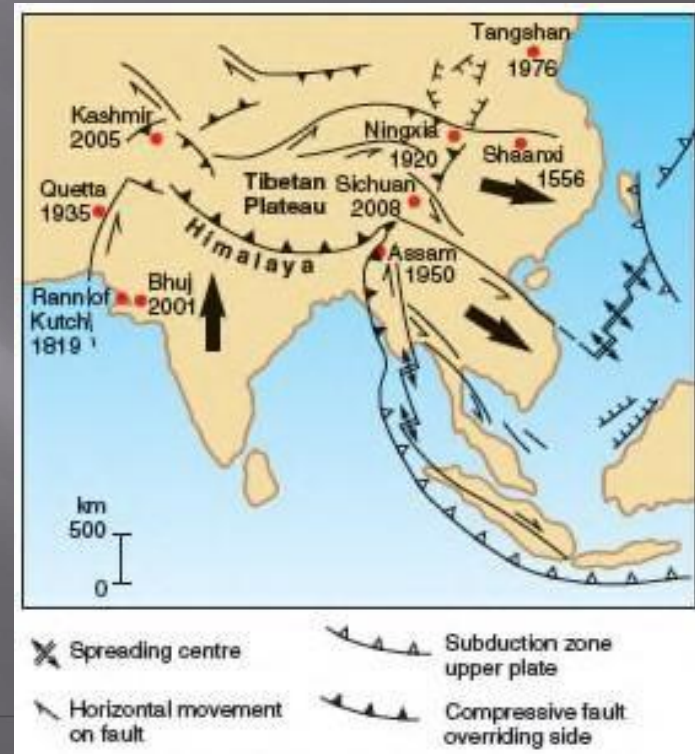 Tangshan
1976
Kashmir
2005
Ningxia
1920
Shaanxi
1556
Quetta
1935
Tibetan
Plateau
Sichuan
2008
Himalaya
Assam
1950
Rann of
Kutch
1819
Bhuj
2001
km
500
0
Spreading centre
Subduction zone
upper plate
Horizontal movement
on fault
Compressive fault
overriding side